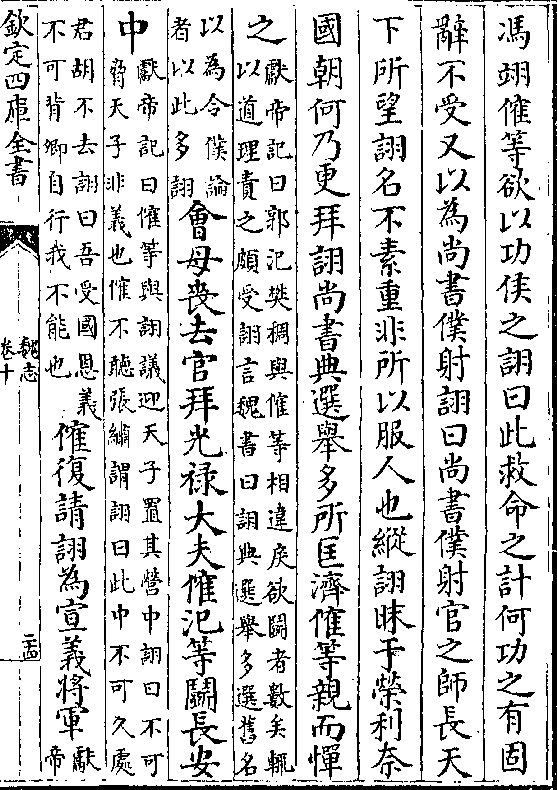 馮翊傕等欲以功侯之詡曰此救命之計何功之有固
辭不受又以為尚書僕射詡曰尚書僕射官之師長天
下所望詡名不素重非所以服人也縱詡昧于榮利奈
國朝何乃更拜詡尚書典選舉多所匡濟傕等親而憚
之獻帝記曰郭汜樊稠與傕等相違戾欲鬬者數矣輒
以道理責之頗受詡言魏書曰詡典選舉多選舊名
以為令僕論
者以此多詡會母喪去官拜光禄大夫傕汜等鬭長安
中獻帝記曰傕等與詡議迎天子置其營中詡曰不可
脅天子非義也傕不聽張繡謂詡曰此中不可久處
君胡不去詡曰吾受國恩義
不可背卿自行我不能也傕復請詡為宣義將軍獻
帝
欽定四庫全書
魏志
卷十
二四